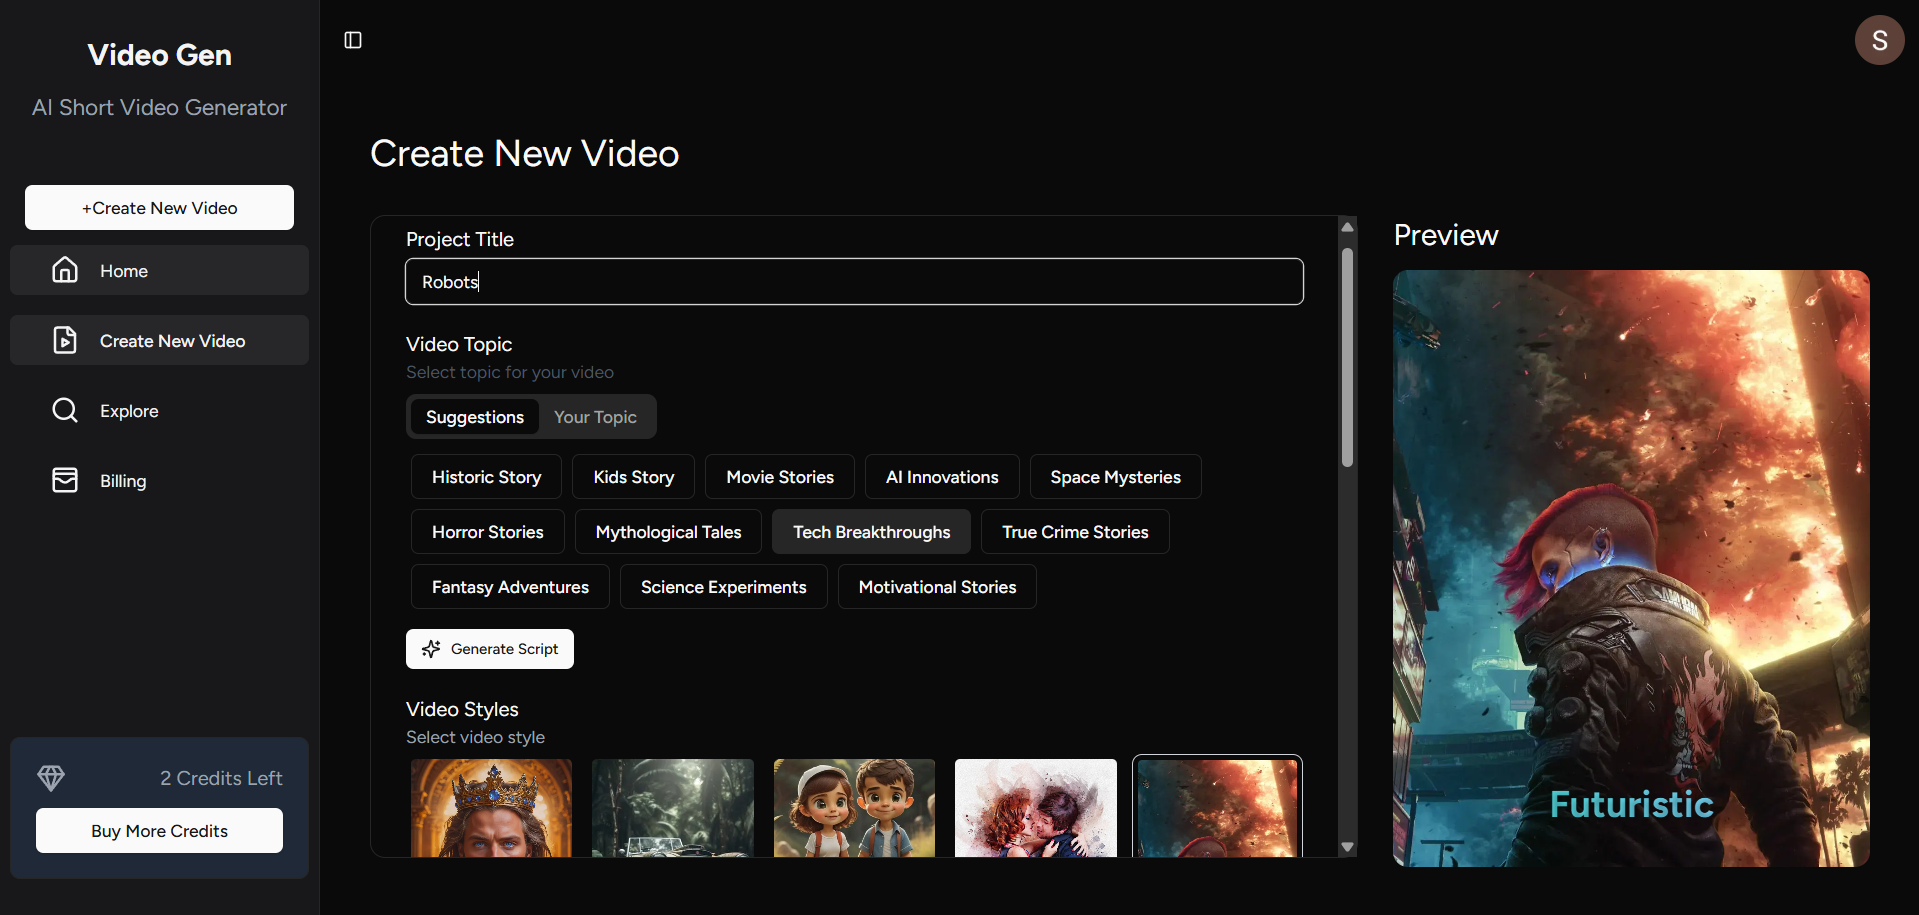 Video Gen
AI Short Video Generator
+Create New Video
Home
Create New Video
Explore
Billing
2 Credits Left
Buy More Credits
S
Create New Video
Project Title
Robots
Video Topic
Select topic for your video
Suggestions
Your Topic
Historic Story
Kids Story
Movie Stories
AI Innovations
Space Mysteries
Horror Stories
Mythological Tales
Tech Breakthroughs
True Crime Stories
Fantasy Adventures
Science Experiments
Motivational Stories
Generate Script
Video Styles
Select video style
Preview
Futuristic